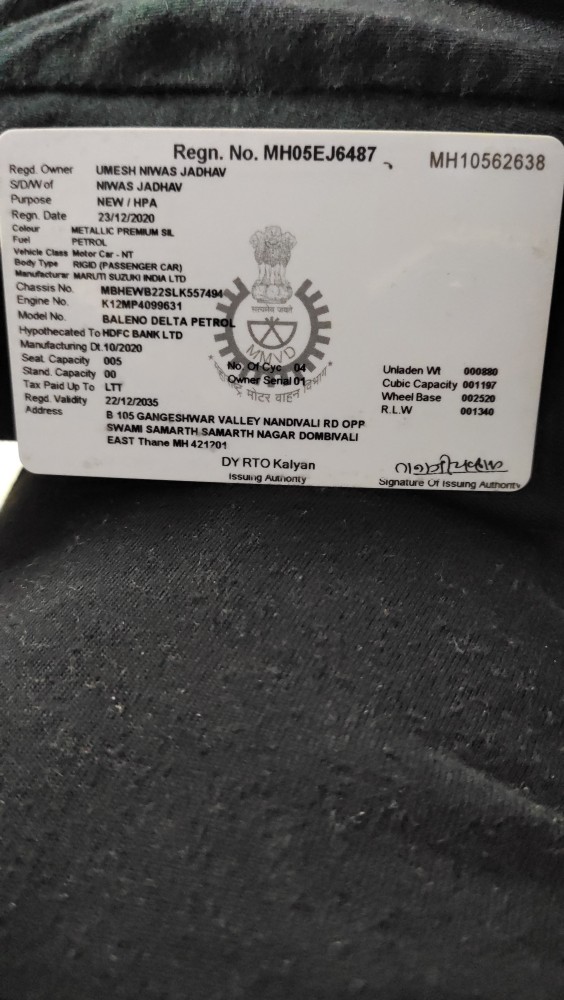 Regn. No. MH05EJ6487 MH10562638
Regd. Owner UMESH NIWAS JADHAV
S/D/W of NIWAS JADHAV
Purpose NEW / HPA
Regn. Date 23/12/2020
Colour METALLIC PREMIUM SIL
Fuel PETROL
Vehicle Class Motor Car - NT
Body Type RIGID (PASSENGER CAR)
Manufacturer MARUTI SUZUKI INDIA LTD
Chassis No. MBHEWB22SLK557494
Engine No. K12MP4099631
Model No. BALENO DELTA PETROL
Hypothecated To HDFC BANK LTD
Manufacturing Dt. 10/2020
Seat. Capacity 005 No. Of Cyc 04 Unladen Wt 000880
Stand. Capacity 00 Owner Serial 01 Cubic Capacity 001197
Tax Paid Up To LTT Wheel Base 002520
Regd. Validity 22/12/2035 R.L.W 001340
Address B 105 GANGESHWAR VALLEY NANDIVALI RD OPP
SWAMI SAMARTH SAMARTH NAGAR DOMBIVALI
EAST Thane MH 421201
सत्यमेव जयते
MMVD
मोटर वाहन विभाग
DY RTO Kalyan
Issuing Authority
Signature Of Issuing Authority